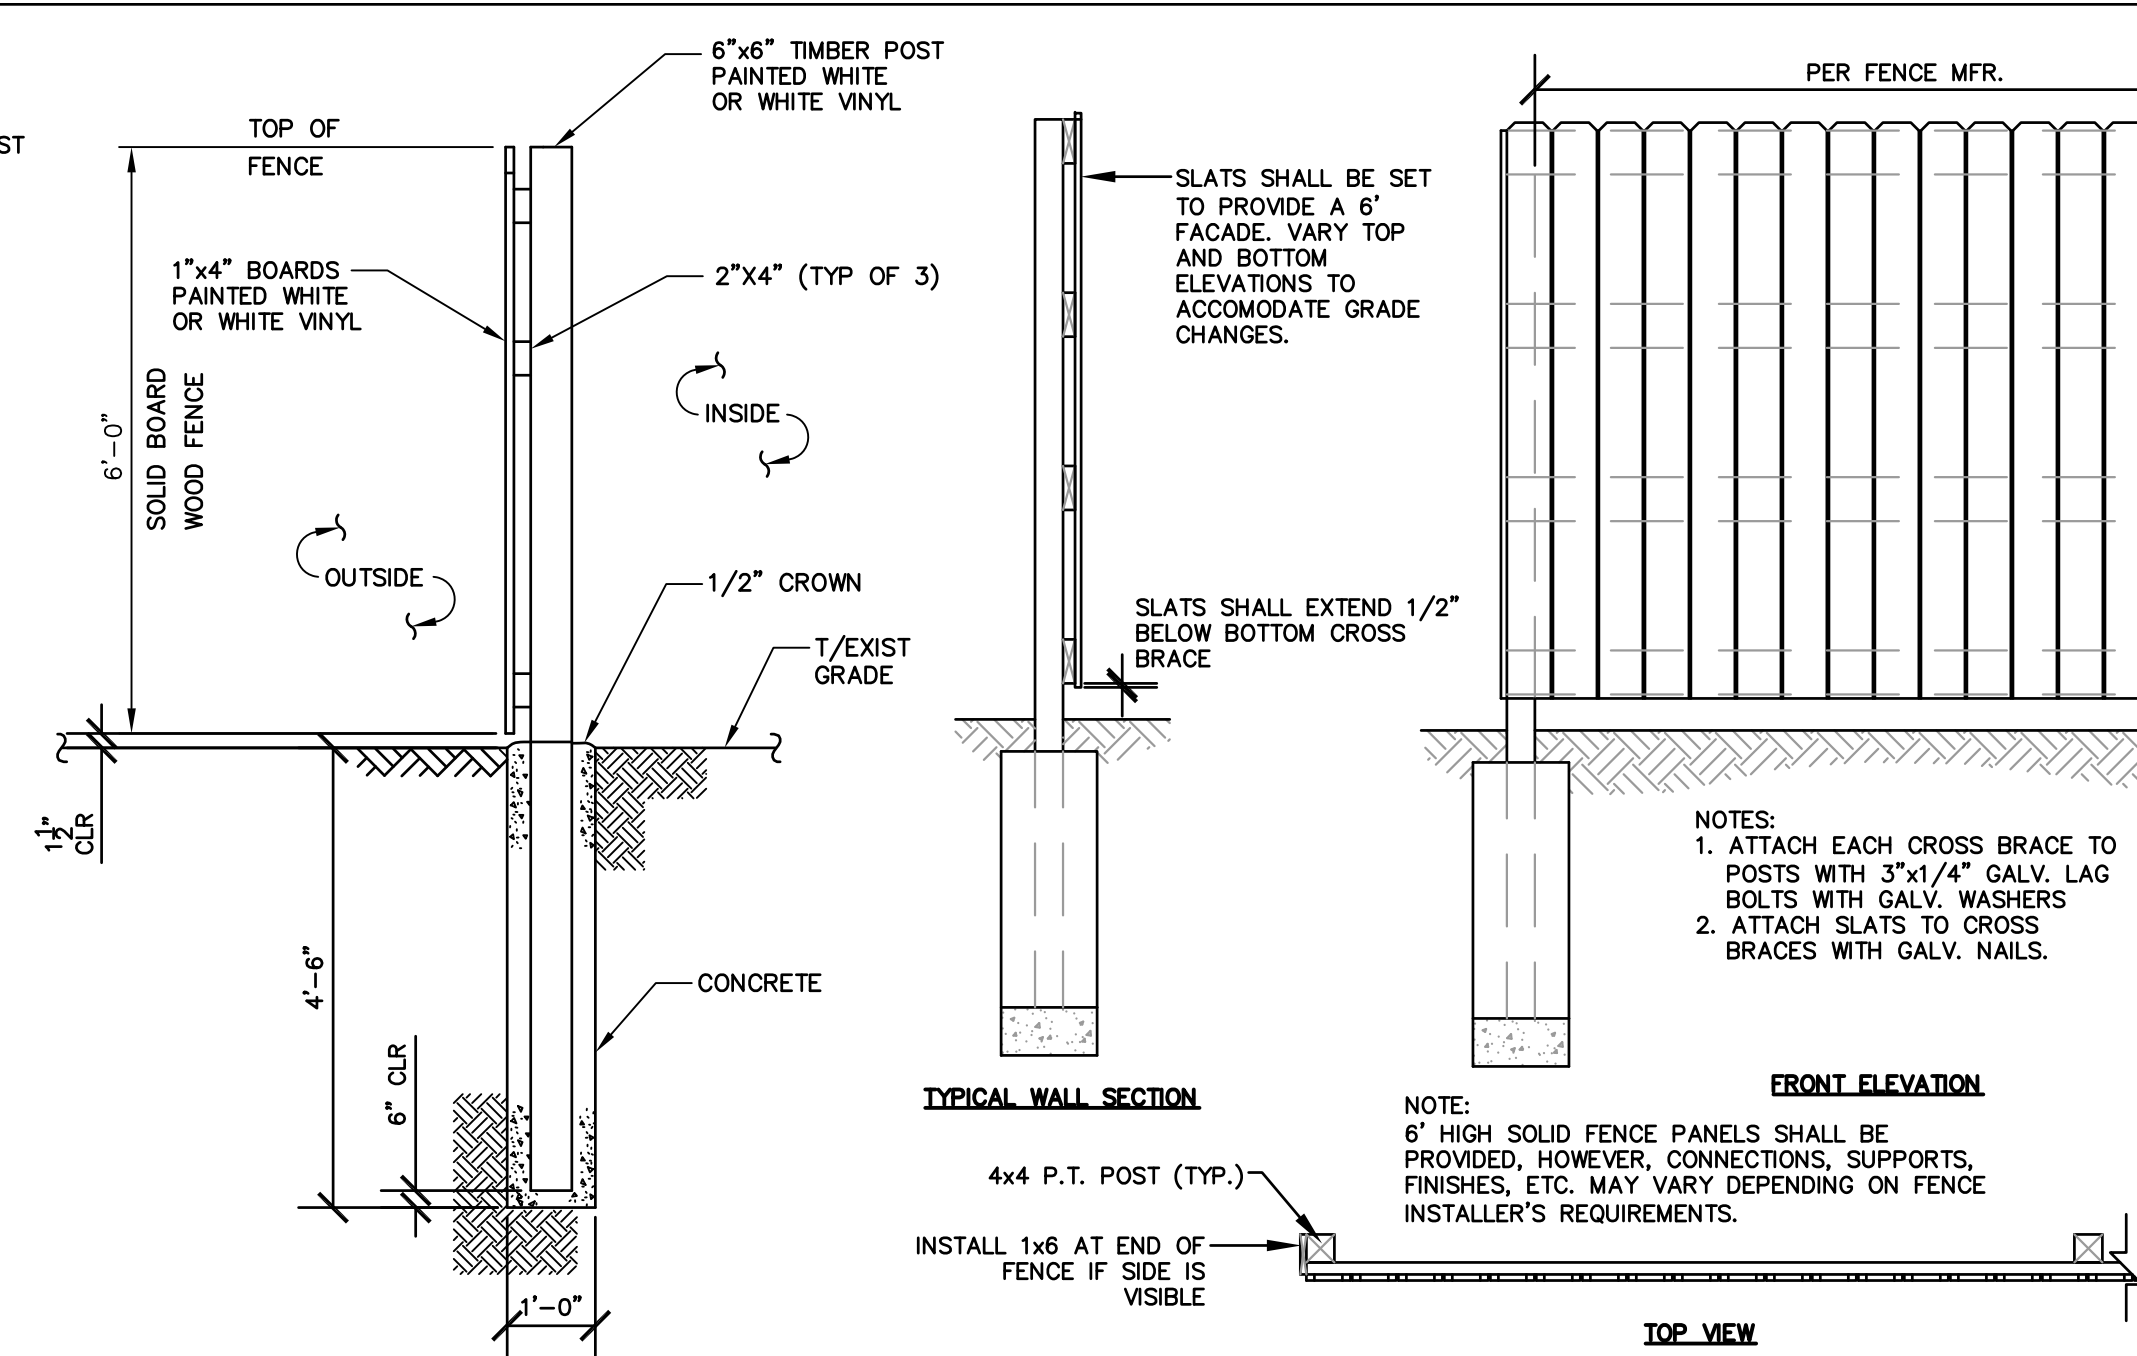 ST
6”x6” TIMBER POST
PAINTED WHITE
OR WHITE VINYL
TOP OF
FENCE
1”x4” BOARDS
PAINTED WHITE
OR WHITE VINYL
2”X4” (TYP OF 3)
6’-0”
SOLID BOARD
WOOD FENCE
INSIDE
OUTSIDE
1/2” CROWN
T/EXIST
GRADE
1 1/2”
CLR
4’-6”
6” CLR
CONCRETE
1’-0”
SLATS SHALL BE SET
TO PROVIDE A 6’
FACADE. VARY TOP
AND BOTTOM
ELEVATIONS TO
ACCOMODATE GRADE
CHANGES.
SLATS SHALL EXTEND 1/2”
BELOW BOTTOM CROSS
BRACE
TYPICAL WALL SECTION
PER FENCE MFR.
NOTES:
1. ATTACH EACH CROSS BRACE TO
POSTS WITH 3”x1/4” GALV. LAG
BOLTS WITH GALV. WASHERS
2. ATTACH SLATS TO CROSS
BRACES WITH GALV. NAILS.
FRONT ELEVATION
NOTE:
6’ HIGH SOLID FENCE PANELS SHALL BE
PROVIDED, HOWEVER, CONNECTIONS, SUPPORTS,
FINISHES, ETC. MAY VARY DEPENDING ON FENCE
INSTALLER’S REQUIREMENTS.
4x4 P.T. POST (TYP.)
INSTALL 1x6 AT END OF
FENCE IF SIDE IS
VISIBLE
TOP VIEW